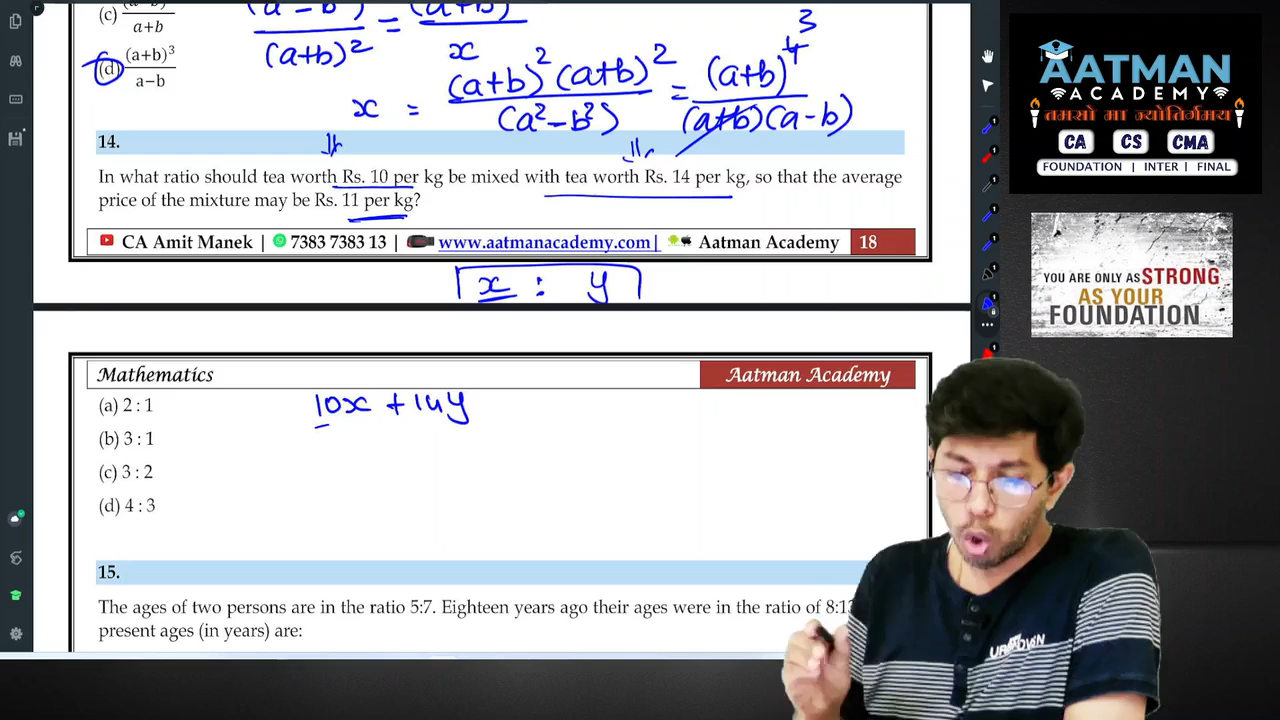 (c)
a+b
(a+b)²
=
x
(d) (a+b)³
a−b
x = (a+b)² (a+b)² = (a+b)⁴ 3
(a²−b²) (a+b)(a−b)
14.
In what ratio should tea worth Rs. 10 per kg be mixed with tea worth Rs. 14 per kg, so that the average
price of the mixture may be Rs. 11 per kg?
CA Amit Manek | 7383 7383 13 | www.aatmanacademy.com| Aatman Academy 18
x : y
Mathematics Aatman Academy
(a) 2 : 1
10x + 14y
(b) 3 : 1
(c) 3 : 2
(d) 4 : 3
15.
The ages of two persons are in the ratio 5:7. Eighteen years ago their ages were in the ratio of 8:13
present ages (in years) are:
AATMAN
ACADEMY
तमसो मा ज्योतिर्गमय
CA CS CMA
FOUNDATION | INTER | FINAL
YOU ARE ONLY AS STRONG
AS YOUR
FOUNDATION